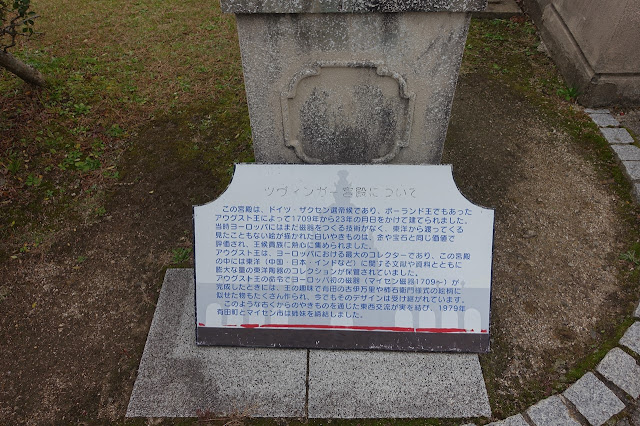 ツヴィンガー宮殿について
この宮殿は、ドイツ・ザクセン選帝候であり、ポーランド王でもあった
アウグスト王によって1709年から23年の月日をかけて建てられました。
当時ヨーロッパにはまだ磁器をつくる技術がなく、東洋から渡ってくる
見たこともない絵が描かれた白いやきものは、金や宝石と同じ価値で
評価され、王候貴族に熱心に集められました。
アウグスト王は、ヨーロッパにおける最大のコレクターであり、この宮殿
の中には東洋（中国・日本・インドなど）に関する文献や資料とともに
膨大な量の東洋陶器のコレクションが保管されていました。
アウグスト王の命令でヨーロッパ初の磁器（マイセン磁器1709年）が
完成したときには、王の趣味で有田の古伊万里や柿右衛門様式の絵柄に
似せた物もたくさん作られ、今でもそのデザインは受け継がれています。
このような古くからのやきものを通じた東西交流が実を結び、1979年
有田町とマイセン市は姉妹を締結しました。